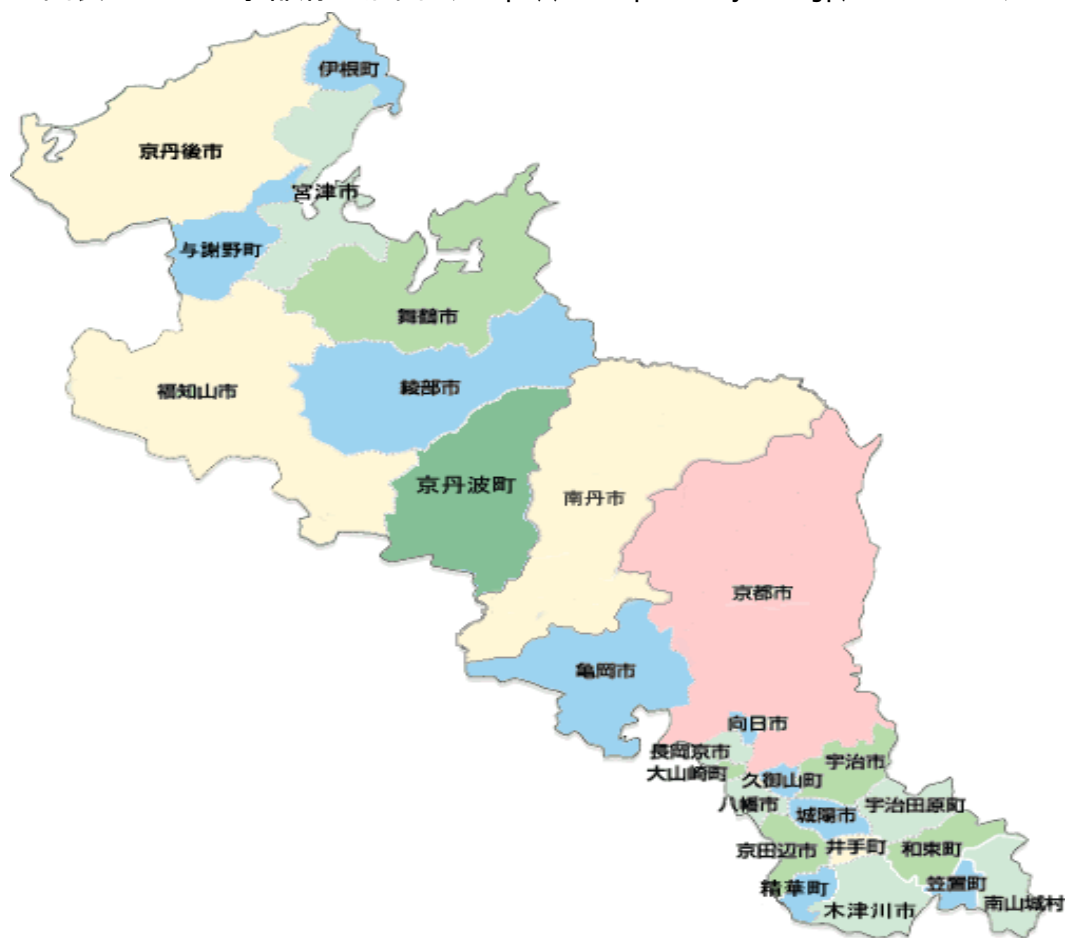 伊根町
京丹後市
宮津市
与謝野町
舞鶴市
福知山市
綾部市
京丹波町
南丹市
京都市
亀岡市
向日市
長岡京市
宇治市
大山崎町
久御山町
八幡市
宇治田原町
城陽市
京田辺市
井手町
和束町
精華町
笠置町
南山城村
木津川市